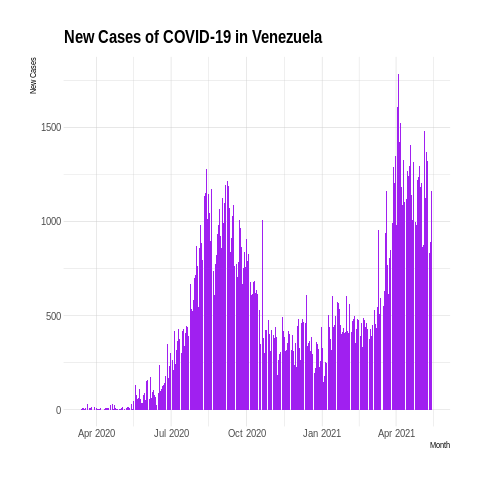 New Cases of COVID-19 in Venezuela
New Cases
1500
1000
500
0
Apr 2020 Jul 2020 Oct 2020 Jan 2021 Apr 2021
Month